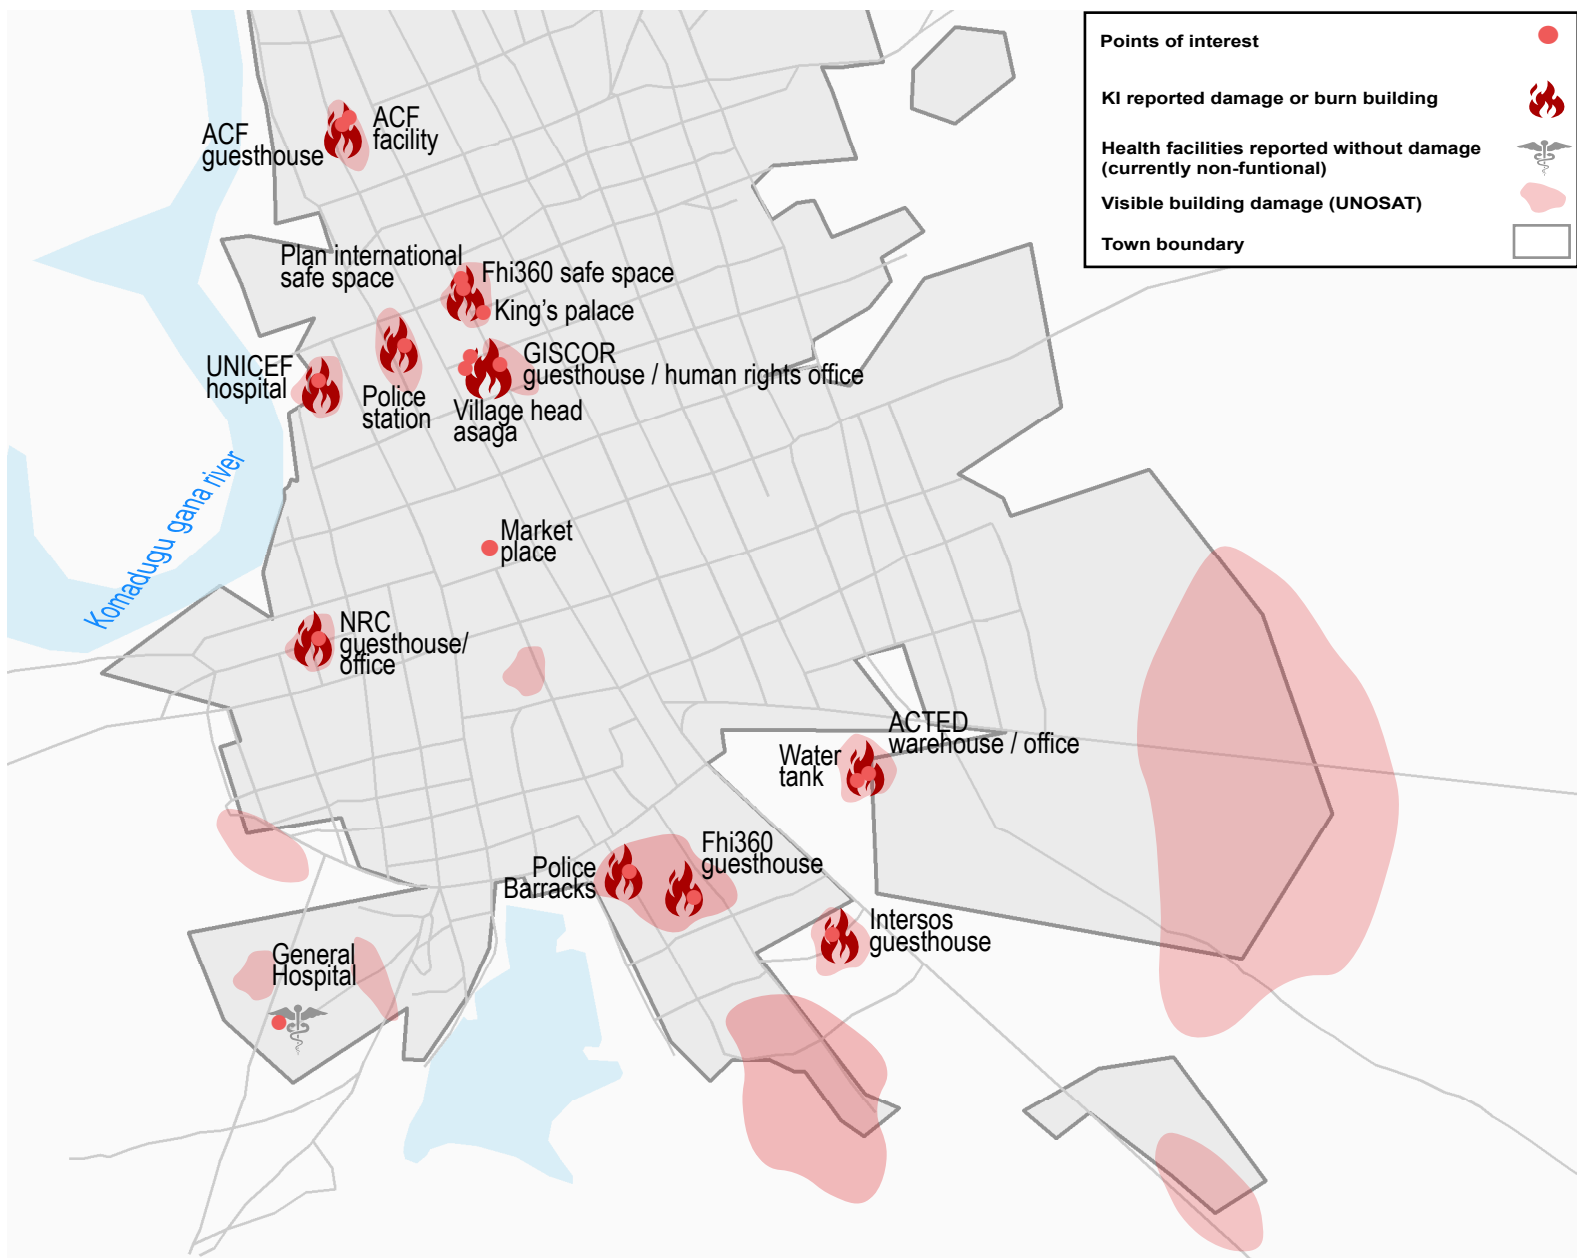 Points of interest
KI reported damage or burn building
Health facilities reported without damage
(currently non-funtional)
Visible building damage (UNOSAT)
Town boundary
ACF
guesthouse
ACF
facility
Plan international
safe space
Fhi360 safe space
King's palace
UNICEF
hospital
Police
station
GISCOR
guesthouse / human rights office
Village head
asaga
Komadugu gana river
Market
place
NRC
guesthouse/
office
ACTED
warehouse / office
Water
tank
Fhi360
guesthouse
Police
Barracks
Intersos
guesthouse
General
Hospital